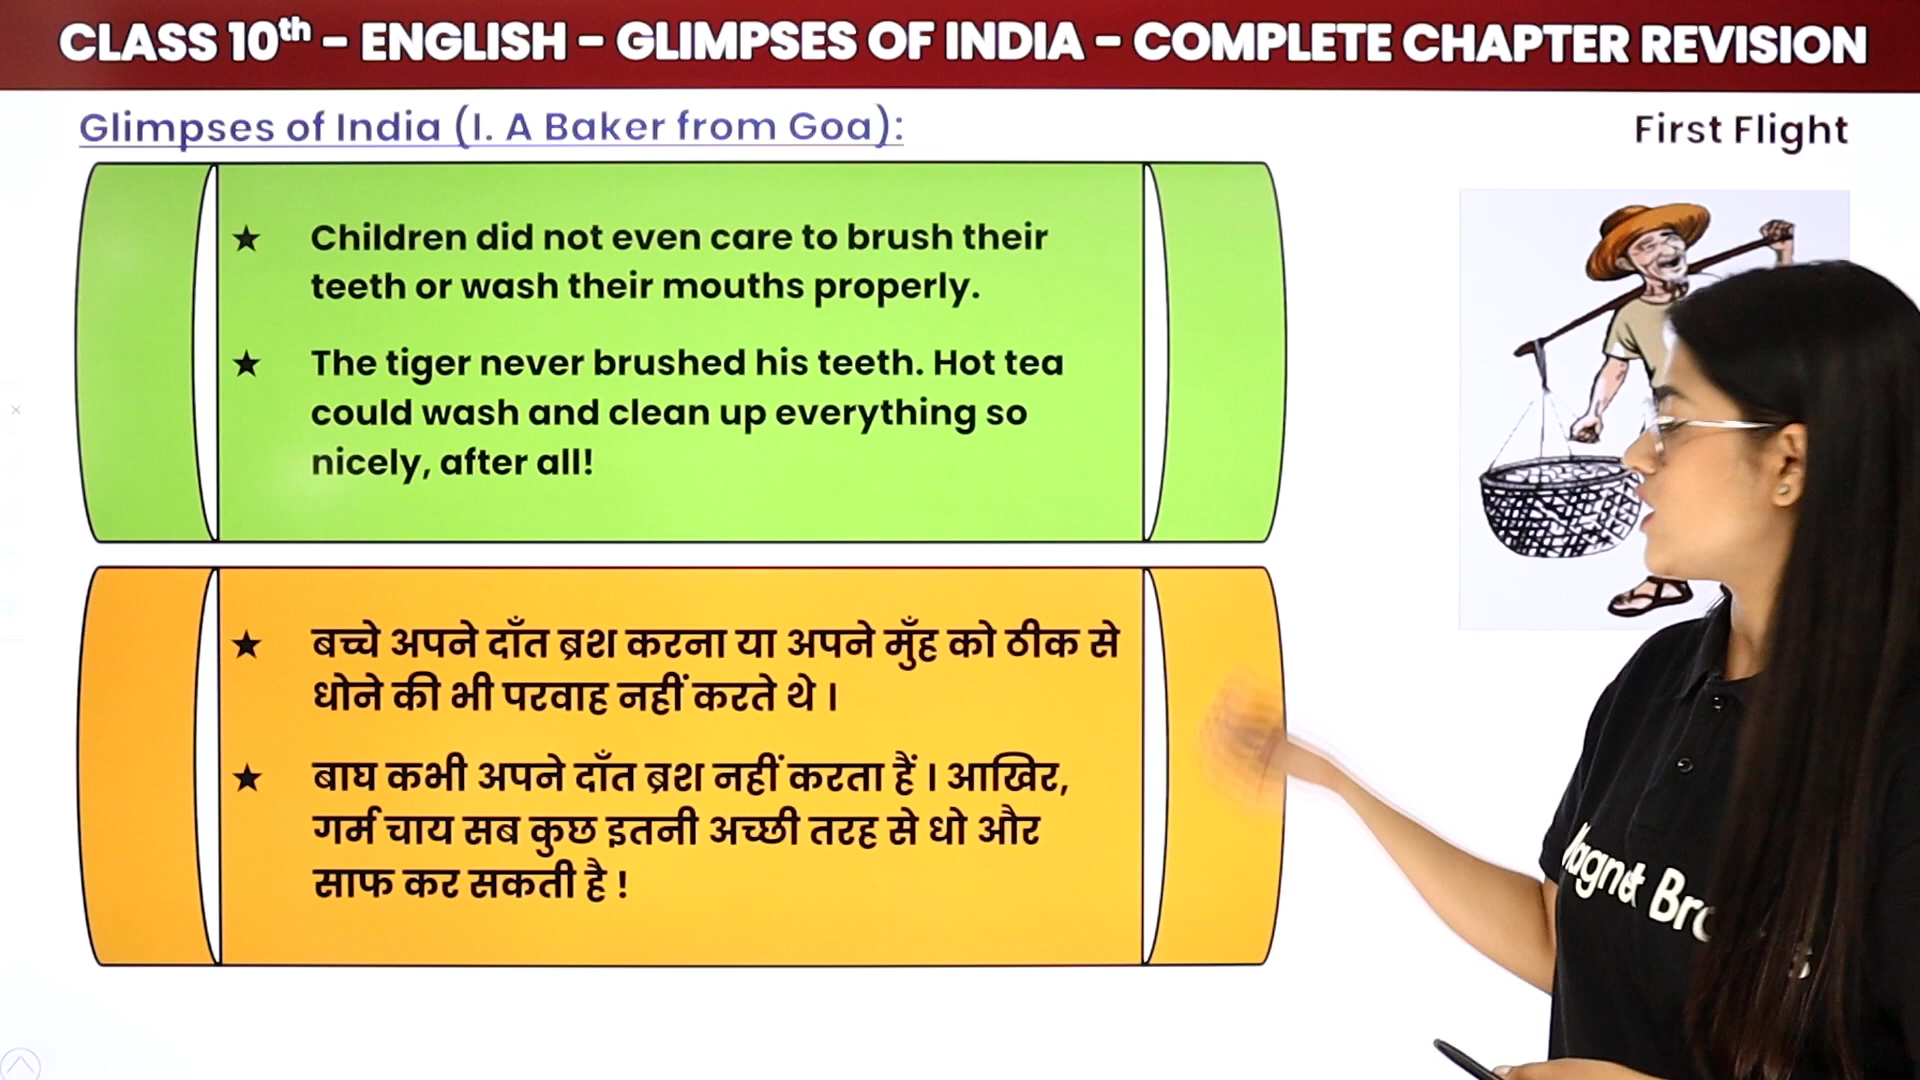 CLASS 10th - ENGLISH - GLIMPSES OF INDIA - COMPLETE CHAPTER REVISION
Glimpses of India (I. A Baker from Goa):
First Flight
★ Children did not even care to brush their
teeth or wash their mouths properly.
★ The tiger never brushed his teeth. Hot tea
could wash and clean up everything so
nicely, after all!
★ बच्चे अपने दाँत ब्रश करना या अपने मुँह को ठीक से
धोने की भी परवाह नहीं करते थे ।
★ बाघ कभी अपने दाँत ब्रश नहीं करता हैं । आखिर,
गर्म चाय सब कुछ इतनी अच्छी तरह से धो और
साफ कर सकती है !
Magnet Bro